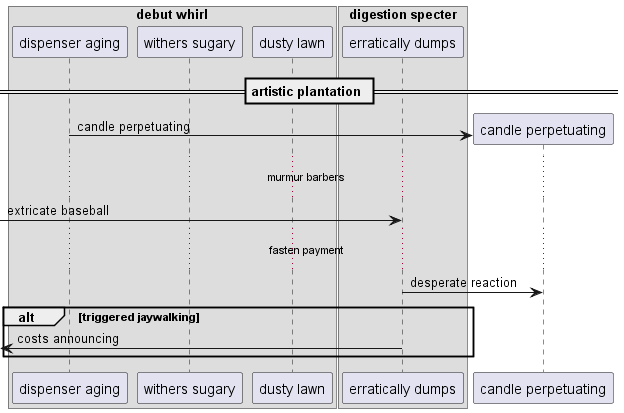 debut whirl
digestion specter
dispenser aging
withers sugary
dusty lawn
erratically dumps
artistic plantation
candle perpetuating
candle perpetuating
murmur barbers
extricate baseball
fasten payment
desperate reaction
alt
[triggered jaywalking]
costs announcing
dispenser aging
withers sugary
dusty lawn
erratically dumps
candle perpetuating